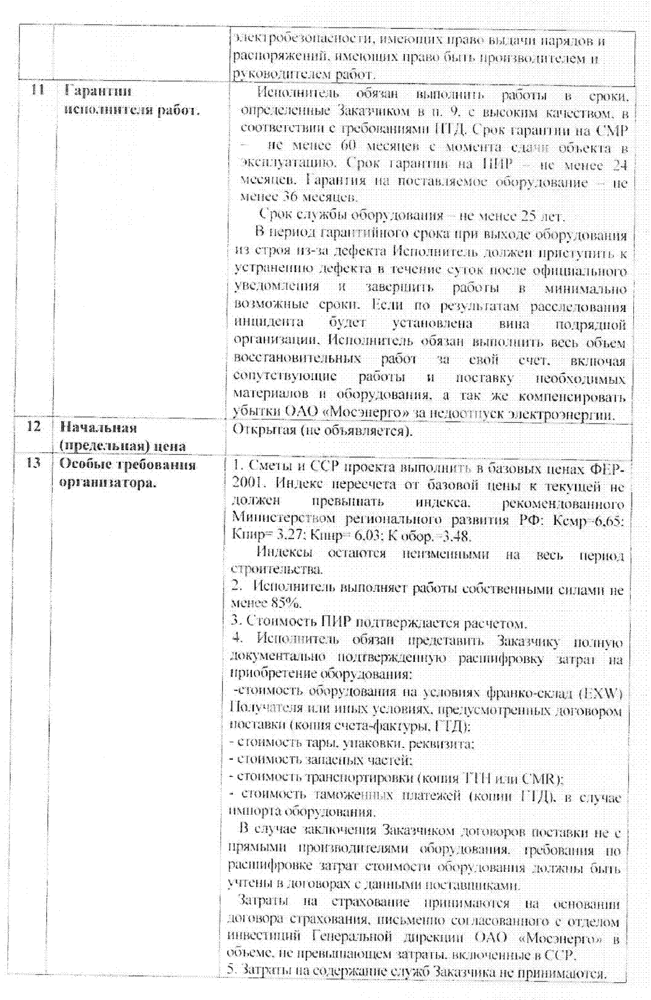 электробезопасности, имеющих право выдачи нарядов и
распоряжений, имеющих право быть производителем и
руководителем работ.
11 Гарантии
исполнителя работ.
Исполнитель обязан выполнить работы в сроки,
определенные Заказчиком в п. 9, с высоким качеством, в
соответствии с требованиями НТД. Срок гарантии на СМР
– не менее 60 месяцев с момента сдачи объекта в
эксплуатацию. Срок гарантии на ПИР – не менее 24
месяцев. Гарантия на поставляемое оборудование – не
менее 36 месяцев.
Срок службы оборудования – не менее 25 лет.
В период гарантийного срока при выходе оборудования
из строя из-за дефекта Исполнитель должен приступить к
устранению дефекта в течение суток после официального
уведомления и завершить работы в минимально
возможные сроки. Если по результатам расследования
инцидента будет установлена вина подрядной
организации, Исполнитель обязан выполнить весь объем
восстановительных работ за свой счет, включая
сопутствующие работы и поставку необходимых
материалов и оборудования, а так же компенсировать
убытки ОАО «Мосэнерго» за недоотпуск электроэнергии.
12 Начальная
(предельная) цена
Открытая (не объявляется).
13 Особые требования
организатора.
1. Сметы и ССР проекта выполнить в базовых ценах ФЕР-
2001. Индекс пересчета от базовой цены к текущей не
должен превышать индекса, рекомендованного
Министерством регионального развития РФ: Ксмр=6,65;
Кпир= 3,27; Кпнр= 6,03; К обор.=3,48.
Индексы остаются неизменными на весь период
строительства.
2. Исполнитель выполняет работы собственными силами не
менее 85%.
3. Стоимость ПИР подтверждается расчетом.
4. Исполнитель обязан представить Заказчику полную
документально подтвержденную расшифровку затрат на
приобретение оборудования:
-стоимость оборудования на условиях франко-склад (EXW)
Получателя или иных условиях, предусмотренных договором
поставки (копия счета-фактуры, ГТД);
- стоимость тары, упаковки, реквизита;
- стоимость запасных частей;
- стоимость транспортировки (копия ТТН или CMR);
- стоимость таможенных платежей (копии ГТД), в случае
импорта оборудования.
В случае заключения Заказчиком договоров поставки не с
прямыми производителями оборудования, требования по
расшифровке затрат стоимости оборудования должны быть
учтены в договорах с данными поставщиками.
Затраты на страхование принимаются на основании
договора страхования, письменно согласованного с отделом
инвестиций Генеральной дирекции ОАО «Мосэнерго» в
объеме, не превышающем затраты, включенные в ССР.
5. Затраты на содержание служб Заказчика не принимаются.